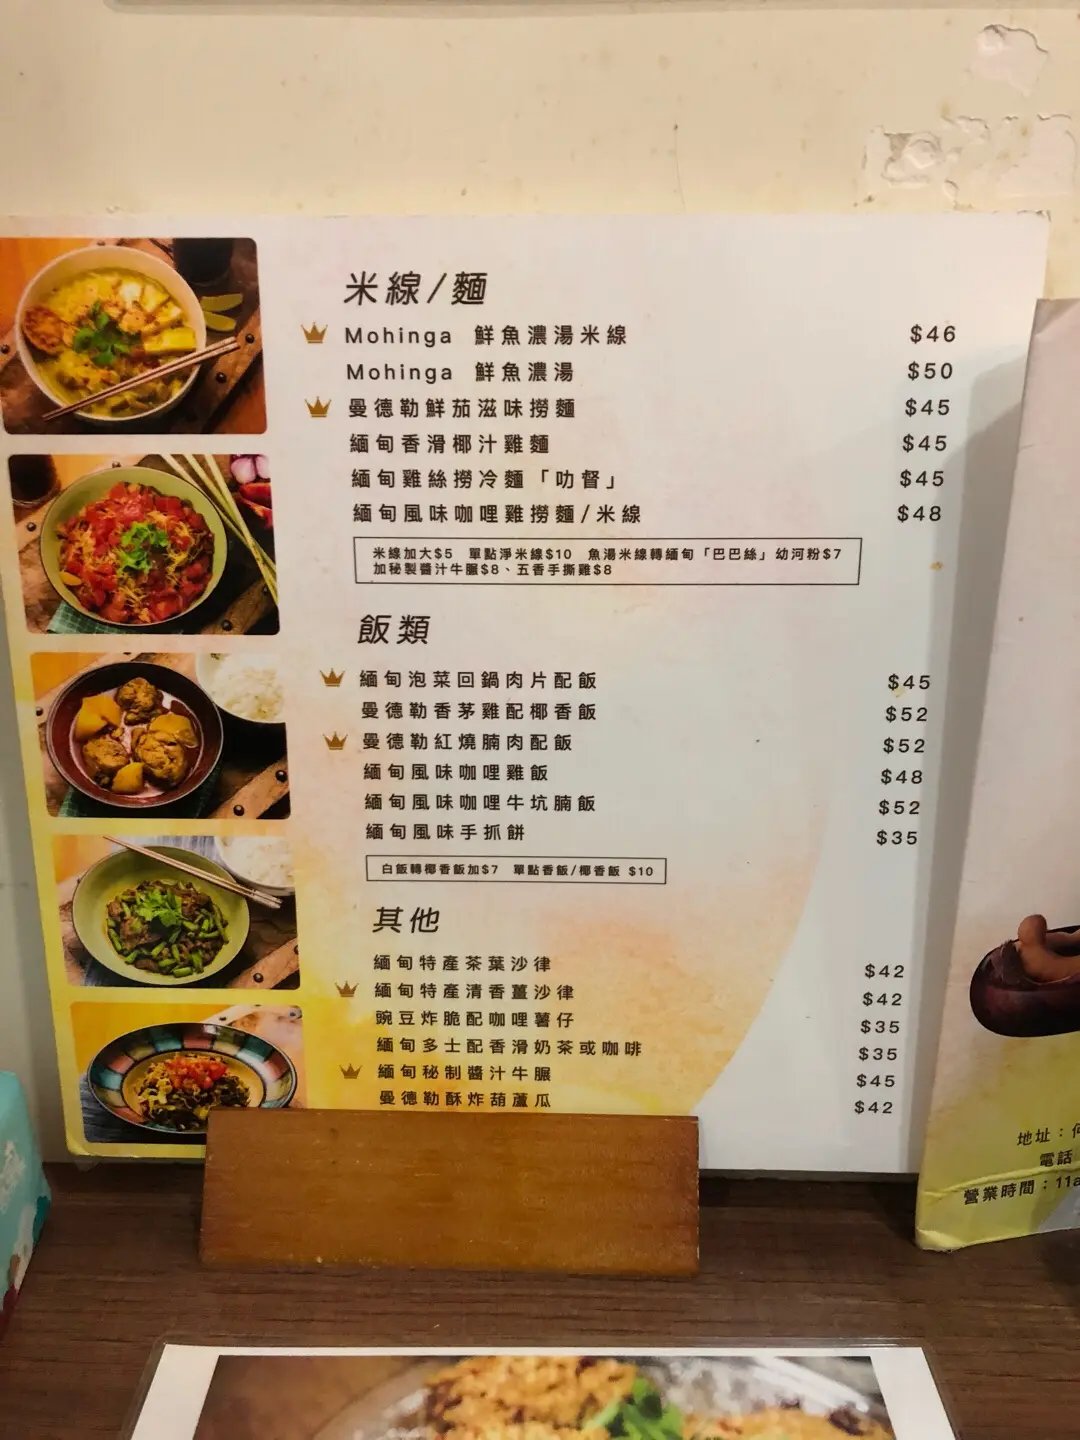 米線/麵
Mohinga 鮮魚濃湯米線 $46
Mohinga 鮮魚濃湯 $50
曼德勒鮮茄滋味撈麵 $45
緬甸香滑椰汁雞麵 $45
緬甸雞絲撈冷麵「叻督」 $45
緬甸風味咖哩雞撈麵/米線 $48
米線加大$5 單點淨米線$10 魚湯米線轉緬甸「巴巴絲」幼河粉$7
加秘製醬汁牛𦟌$8、五香手撕雞$8
飯類
緬甸泡菜回鍋肉片配飯 $45
曼德勒香茅雞配椰香飯 $52
曼德勒紅燒腩肉配飯 $52
緬甸風味咖哩雞飯 $48
緬甸風味咖哩牛坑腩飯 $52
緬甸風味手抓餅 $35
白飯轉椰香飯加$7 單點香飯/椰香飯 $10
其他
緬甸特產茶葉沙律 $42
緬甸特產清香薑沙律 $42
豌豆炸脆配咖哩薯仔 $35
緬甸多士配香滑奶茶或咖啡 $35
緬甸秘制醬汁牛𦟌 $45
曼德勒酥炸葫蘆瓜 $42
地址：
電話
營業時間：11a